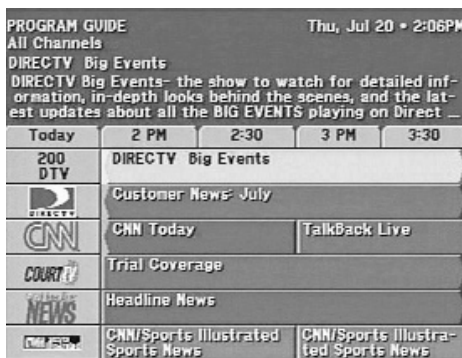 PROGRAM GUIDE Thu, Jul 20 • 2:06PM
All Channels
DIRECTV Big Events
DIRECTV Big Events- the show to watch for detailed inf-
ormation, in-depth looks behind the scenes, and the lat-
est updates about all the BIG EVENTS playing on Direct ...
Today 2 PM 2:30 3 PM 3:30
200
DTV
DIRECTV Big Events
DIRECTV
Customer News: July
CNN
CNN Today
TalkBack Live
COURT TV
Trial Coverage
NEWS
Headline News
CNN/Sports Illustrated
Sports News
CNN/Sports Illustra-
ted Sports News